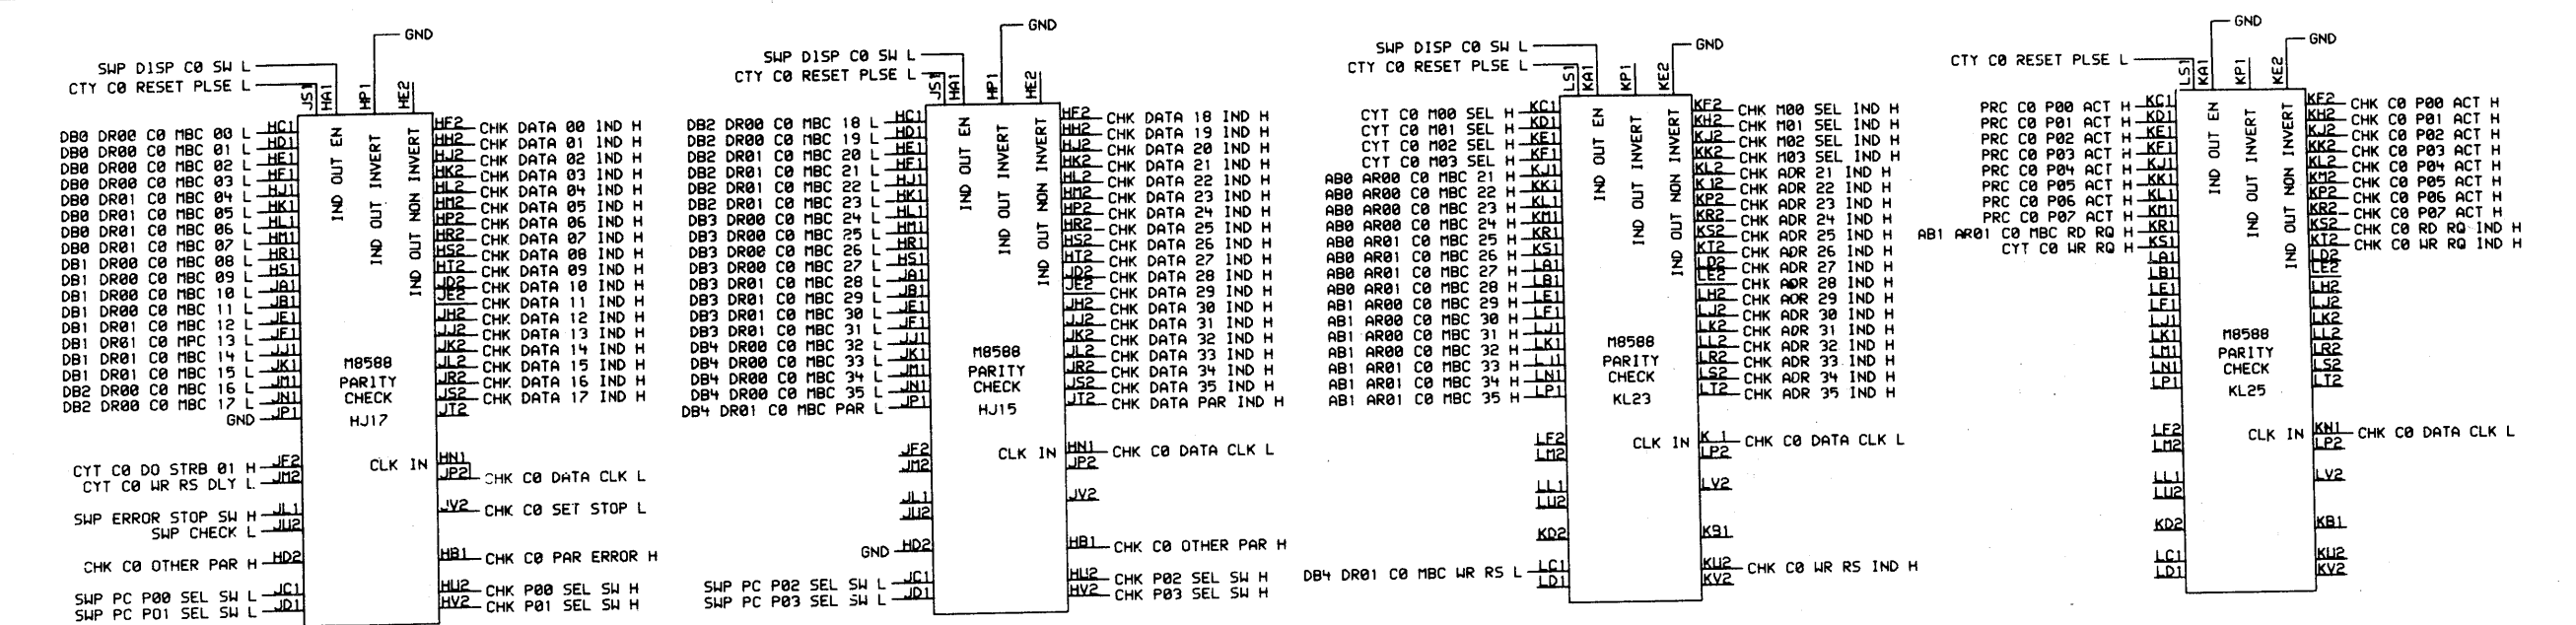 GND
SWP DISP C0 SW L
CTY C0 RESET PLSE L
JS1 HA1 HP1 HE2
IND OUT EN
IND OUT INVERT
IND OUT NON INVERT
DB0 DR00 C0 MBC 00 L HC1 HF2 CHK DATA 00 IND H
DB0 DR00 C0 MBC 01 L HD1 HH2 CHK DATA 01 IND H
DB0 DR00 C0 MBC 02 L HE1 HJ2 CHK DATA 02 IND H
DB0 DR00 C0 MBC 03 L HF1 HK2 CHK DATA 03 IND H
DB0 DR01 C0 MBC 04 L HJ1 HL2 CHK DATA 04 IND H
DB0 DR01 C0 MBC 05 L HK1 HM2 CHK DATA 05 IND H
DB0 DR01 C0 MBC 06 L HL1 HP2 CHK DATA 06 IND H
DB0 DR01 C0 MBC 07 L HM1 HR2 CHK DATA 07 IND H
DB1 DR00 C0 MBC 08 L HR1 HS2 CHK DATA 08 IND H
DB1 DR00 C0 MBC 09 L HS1 HT2 CHK DATA 09 IND H
DB1 DR00 C0 MBC 10 L JA1 JD2 CHK DATA 10 IND H
DB1 DR00 C0 MBC 11 L JB1 JE2 CHK DATA 11 IND H
DB1 DR01 C0 MBC 12 L JE1 JH2 CHK DATA 12 IND H
DB1 DR01 C0 MPC 13 L JF1 JJ2 CHK DATA 13 IND H
DB1 DR01 C0 MBC 14 L JJ1 JK2 CHK DATA 14 IND H
DB1 DR01 C0 MBC 15 L JK1 JL2 CHK DATA 15 IND H
DB2 DR00 C0 MBC 16 L JM1 JR2 CHK DATA 16 IND H
DB2 DR00 C0 MBC 17 L JN1 JS2 CHK DATA 17 IND H
GND JP1 JT2
M8588
PARITY
CHECK
HJ17
CYT C0 DO STRB 01 H JF2 CLK IN HN1
CYT C0 WR RS DLY L JM2 JP2 CHK C0 DATA CLK L
SWP ERROR STOP SW H JL1 JV2 CHK C0 SET STOP L
SWP CHECK L JU2
CHK C0 OTHER PAR H HD2 HB1 CHK C0 PAR ERROR H
SWP PC P00 SEL SW L JC1 HU2 CHK P00 SEL SW H
SWP PC P01 SEL SW L JD1 HV2 CHK P01 SEL SW H
GND
SWP DISP C0 SW L
CTY C0 RESET PLSE L
JS1 HA1 HP1 HE2
IND OUT EN
IND OUT INVERT
IND OUT NON INVERT
DB2 DR00 C0 MBC 18 L HC1 HF2 CHK DATA 18 IND H
DB2 DR00 C0 MBC 19 L HD1 HH2 CHK DATA 19 IND H
DB2 DR01 C0 MBC 20 L HE1 HJ2 CHK DATA 20 IND H
DB2 DR01 C0 MBC 21 L HF1 HK2 CHK DATA 21 IND H
DB2 DR01 C0 MBC 22 L HJ1 HL2 CHK DATA 22 IND H
DB2 DR01 C0 MBC 23 L HK1 HM2 CHK DATA 23 IND H
DB3 DR00 C0 MBC 24 L HL1 HP2 CHK DATA 24 IND H
DB3 DR00 C0 MBC 25 L HM1 HR2 CHK DATA 25 IND H
DB3 DR00 C0 MBC 26 L HR1 HS2 CHK DATA 26 IND H
DB3 DR00 C0 MBC 27 L HS1 HT2 CHK DATA 27 IND H
DB3 DR01 C0 MBC 28 L JA1 JD2 CHK DATA 28 IND H
DB3 DR01 C0 MBC 29 L JB1 JE2 CHK DATA 29 IND H
DB3 DR01 C0 MBC 30 L JE1 JH2 CHK DATA 30 IND H
DB3 DR01 C0 MBC 31 L JF1 JJ2 CHK DATA 31 IND H
DB4 DR00 C0 MBC 32 L JJ1 JK2 CHK DATA 32 IND H
DB4 DR00 C0 MBC 33 L JK1 JL2 CHK DATA 33 IND H
DB4 DR00 C0 MBC 34 L JM1 JR2 CHK DATA 34 IND H
DB4 DR00 C0 MBC 35 L JN1 JS2 CHK DATA 35 IND H
DB4 DR01 C0 MBC PAR L JP1 JT2 CHK DATA PAR IND H
M8588
PARITY
CHECK
HJ15
JF2 CLK IN HN1 CHK C0 DATA CLK L
JM2 JP2
JL1 JV2
JU2
GND HD2 HB1 CHK C0 OTHER PAR H
SWP PC P02 SEL SW L JC1 HU2 CHK P02 SEL SW H
SWP PC P03 SEL SW L JD1 HV2 CHK P03 SEL SW H
SWP DISP C0 SW L GND
CTY C0 RESET PLSE L
LS1 KA1 KP1 KE2
IND OUT EN
IND OUT INVERT
IND OUT NON INVERT
CYT C0 M00 SEL H KC1 KF2 CHK M00 SEL IND H
CYT C0 M01 SEL H KD1 KH2 CHK M01 SEL IND H
CYT C0 M02 SEL H KE1 KJ2 CHK M02 SEL IND H
CYT C0 M03 SEL H KF1 KK2 CHK M03 SEL IND H
AB0 AR00 C0 MBC 21 H KJ1 KL2 CHK ADR 21 IND H
AB0 AR00 C0 MBC 22 H KK1 CHK ADR 22 IND H
AB0 AR00 C0 MBC 23 H KL1 KP2 CHK ADR 23 IND H
AB0 AR00 C0 MBC 24 H KM1 KR2 CHK ADR 24 IND H
AB0 AR01 C0 MBC 25 H KR1 KS2 CHK ADR 25 IND H
AB0 AR01 C0 MBC 26 H KS1 KT2 CHK ADR 26 IND H
AB0 AR01 C0 MBC 27 H LA1 LD2 CHK ADR 27 IND H
AB0 AR01 C0 MBC 28 H LB1 LE2 CHK ADR 28 IND H
AB1 AR00 C0 MBC 29 H LE1 LH2 CHK ADR 29 IND H
AB1 AR00 C0 MBC 30 H LF1 LJ2 CHK ADR 30 IND H
AB1 AR00 C0 MBC 31 H LJ1 LK2 CHK ADR 31 IND H
AB1 AR00 C0 MBC 32 H LK1 LL2 CHK ADR 32 IND H
AB1 AR01 C0 MBC 33 H LR2 CHK ADR 33 IND H
AB1 AR01 C0 MBC 34 H LN1 LS2 CHK ADR 34 IND H
AB1 AR01 C0 MBC 35 H LP1 LT2 CHK ADR 35 IND H
M8588
PARITY
CHECK
KL23
LF2 CLK IN CHK C0 DATA CLK L
LM2 LP2
LL1 LV2
LU2
KD2 KB1
DB4 DR01 C0 MBC WR RS L LC1 KU2 CHK C0 WR RS IND H
LD1 KV2
GND
GND
CTY C0 RESET PLSE L
LS1 KA1 KP1 KE2
IND OUT EN
IND OUT INVERT
IND OUT NON INVERT
PRC C0 P00 ACT H KC1 KF2 CHK C0 P00 ACT H
PRC C0 P01 ACT H KD1 KH2 CHK C0 P01 ACT H
PRC C0 P02 ACT H KE1 KJ2 CHK C0 P02 ACT H
PRC C0 P03 ACT H KF1 KK2 CHK C0 P03 ACT H
PRC C0 P04 ACT H KJ1 KL2 CHK C0 P04 ACT H
PRC C0 P05 ACT H KK1 KM2 CHK C0 P05 ACT H
PRC C0 P06 ACT H KL1 KP2 CHK C0 P06 ACT H
PRC C0 P07 ACT H KM1 KR2 CHK C0 P07 ACT H
AB1 AR01 C0 MBC RD RQ H KR1 KS2 CHK C0 RD RQ IND H
CYT C0 WR RQ H KS1 KT2 CHK C0 WR RQ IND H
LA1 LD2
LB1 LE2
LE1 LH2
LF1 LJ2
LJ1 LK2
LK1 LL2
LM1 LR2
LN1 LS2
LP1 LT2
M8588
PARITY
CHECK
KL25
LF2 CLK IN KN1 CHK C0 DATA CLK L
LM2 LP2
LL1 LV2
LU2
KD2 KB1
LC1 KU2
LD1 KV2